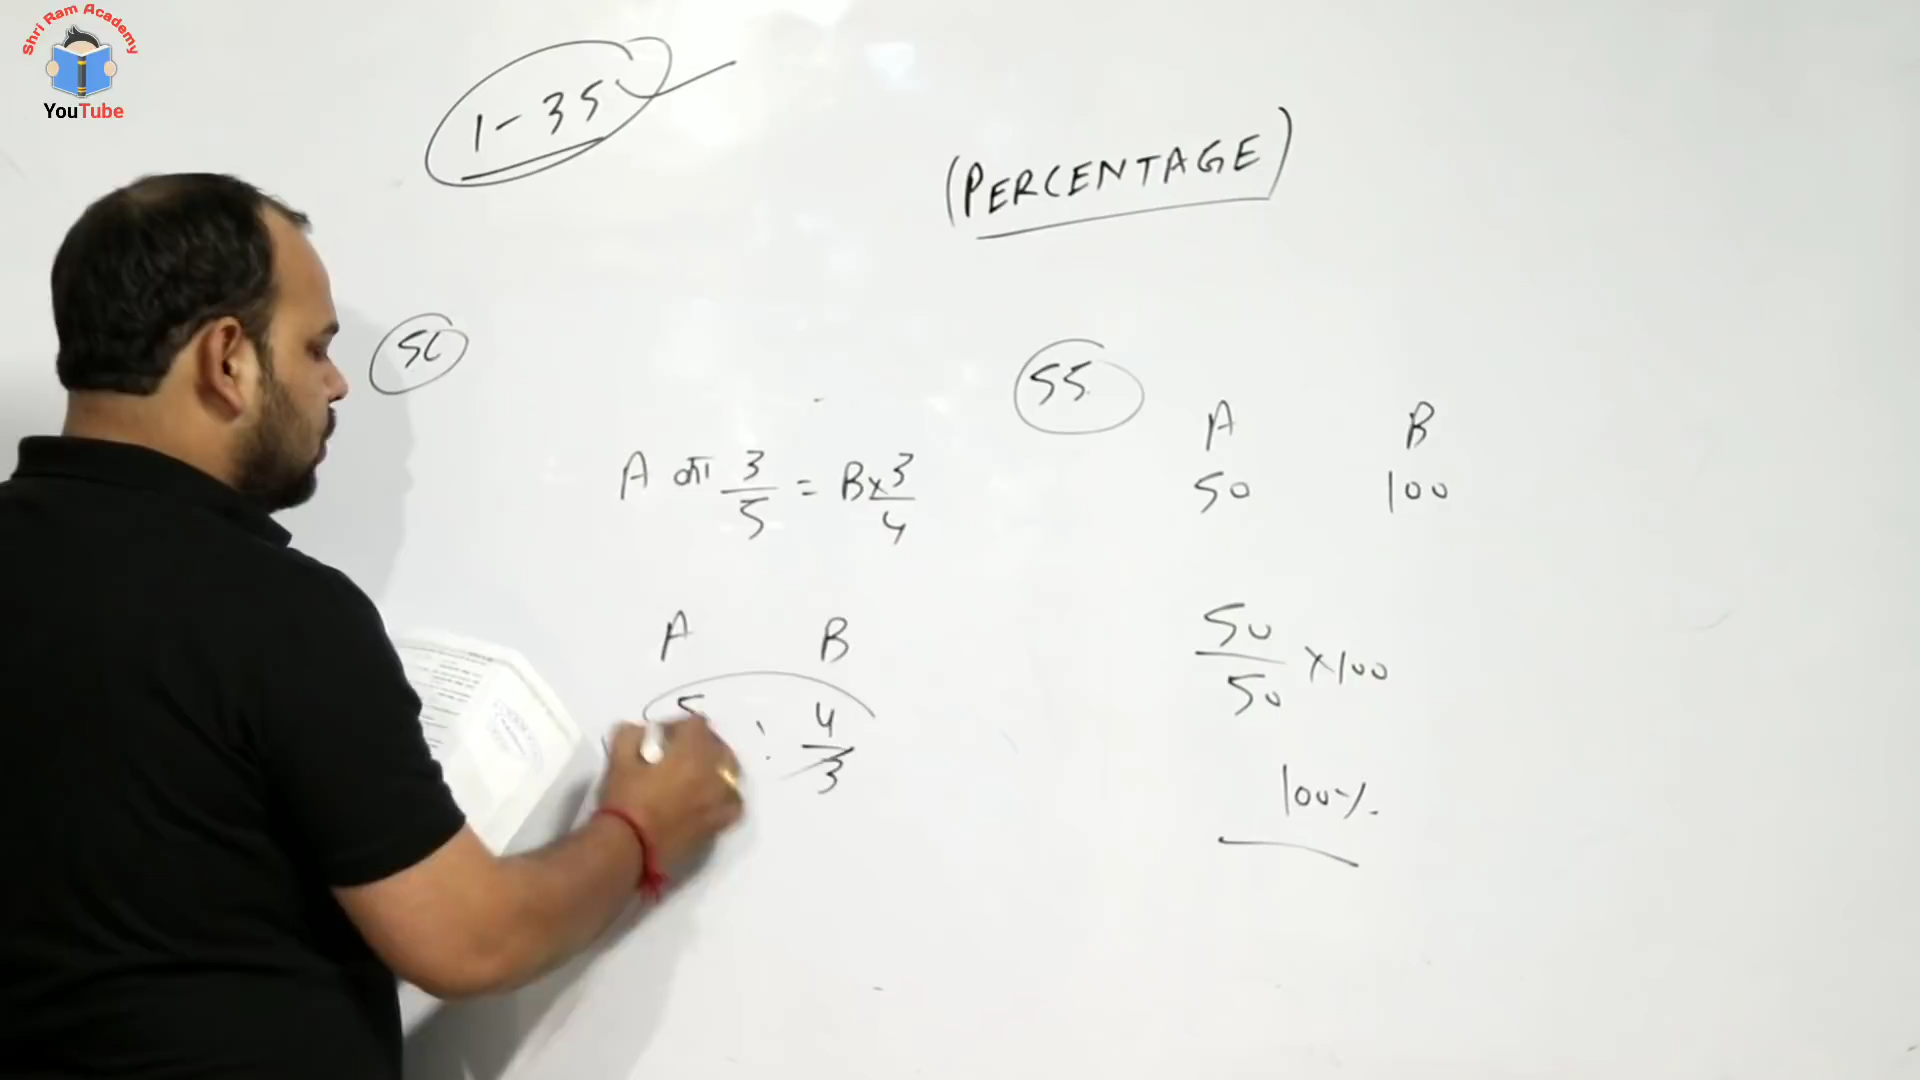 Shri Ram Academy
YouTube
1-35
(PERCENTAGE)
56
A का 3/5 = B×3/4
A B
5 : 4/3
55
A B
50 100
50/50 ×100
100%